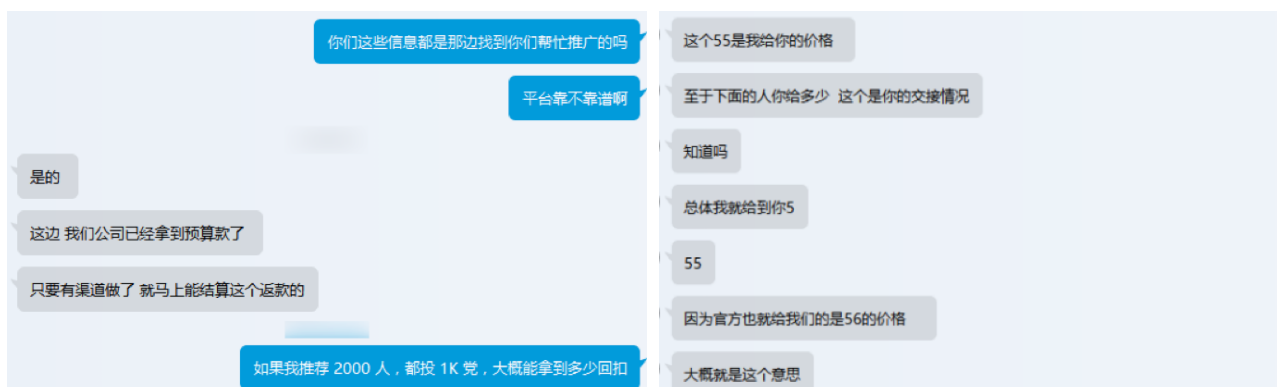 你们这些信息都是那边找到你们帮忙推广的吗
平台靠不靠谱啊
是的
这边 我们公司已经拿到预算款了
只要有渠道做了 就马上能结算这个返款的
如果我推荐 2000 人，都投 1K 党，大概能拿到多少回扣
这个55是我给你的价格
至于下面的人你给多少 这个是你的交接情况
知道吗
总体我就给到你5
55
因为官方也就给我们的是56的价格
大概就是这个意思